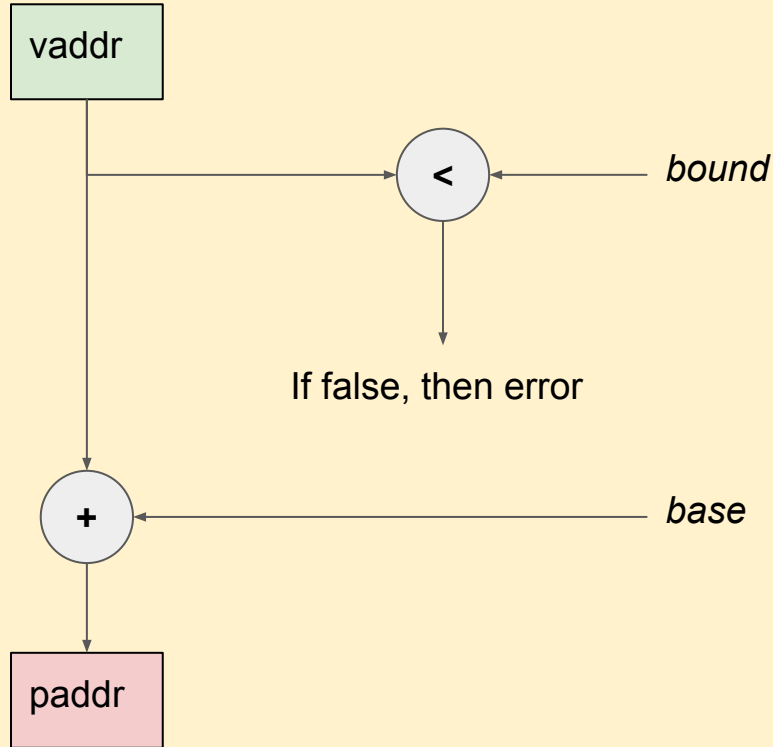 vaddr
<
bound
If false, then error
+
base
paddr